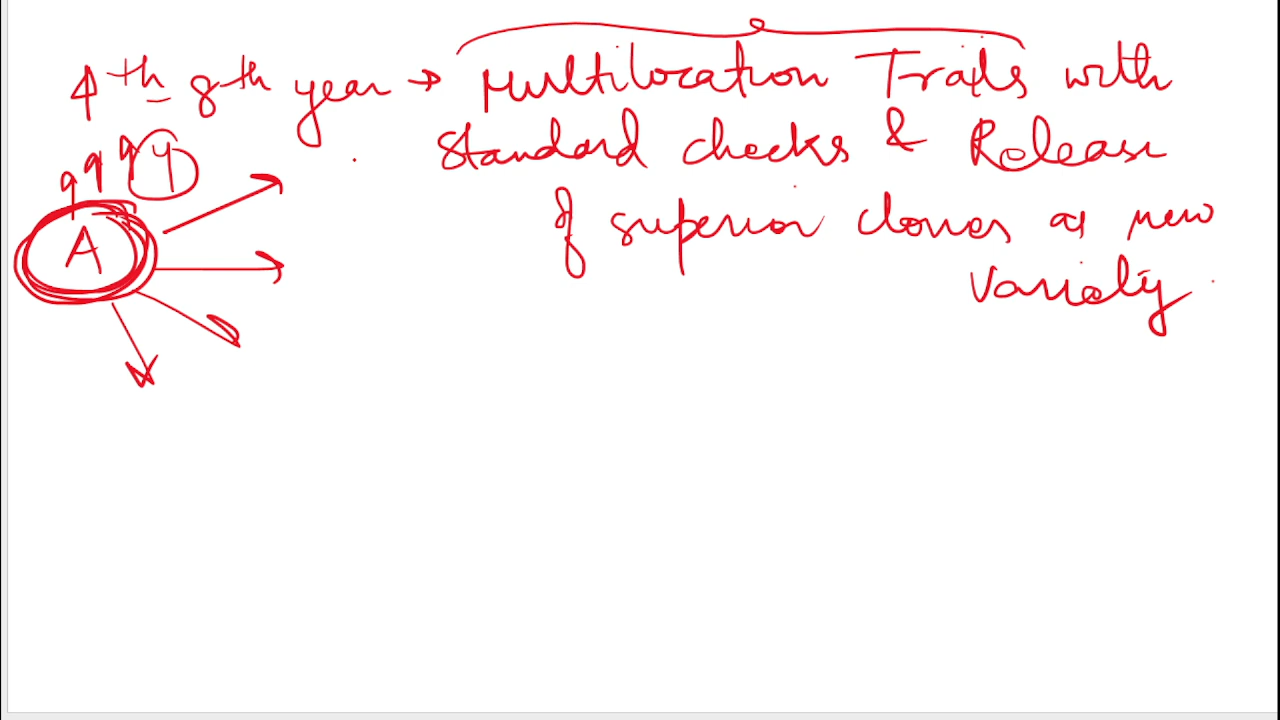 4th - 8th year → Multilocation Trails with
standard checks & Release
of superior clones as new
variety.
A